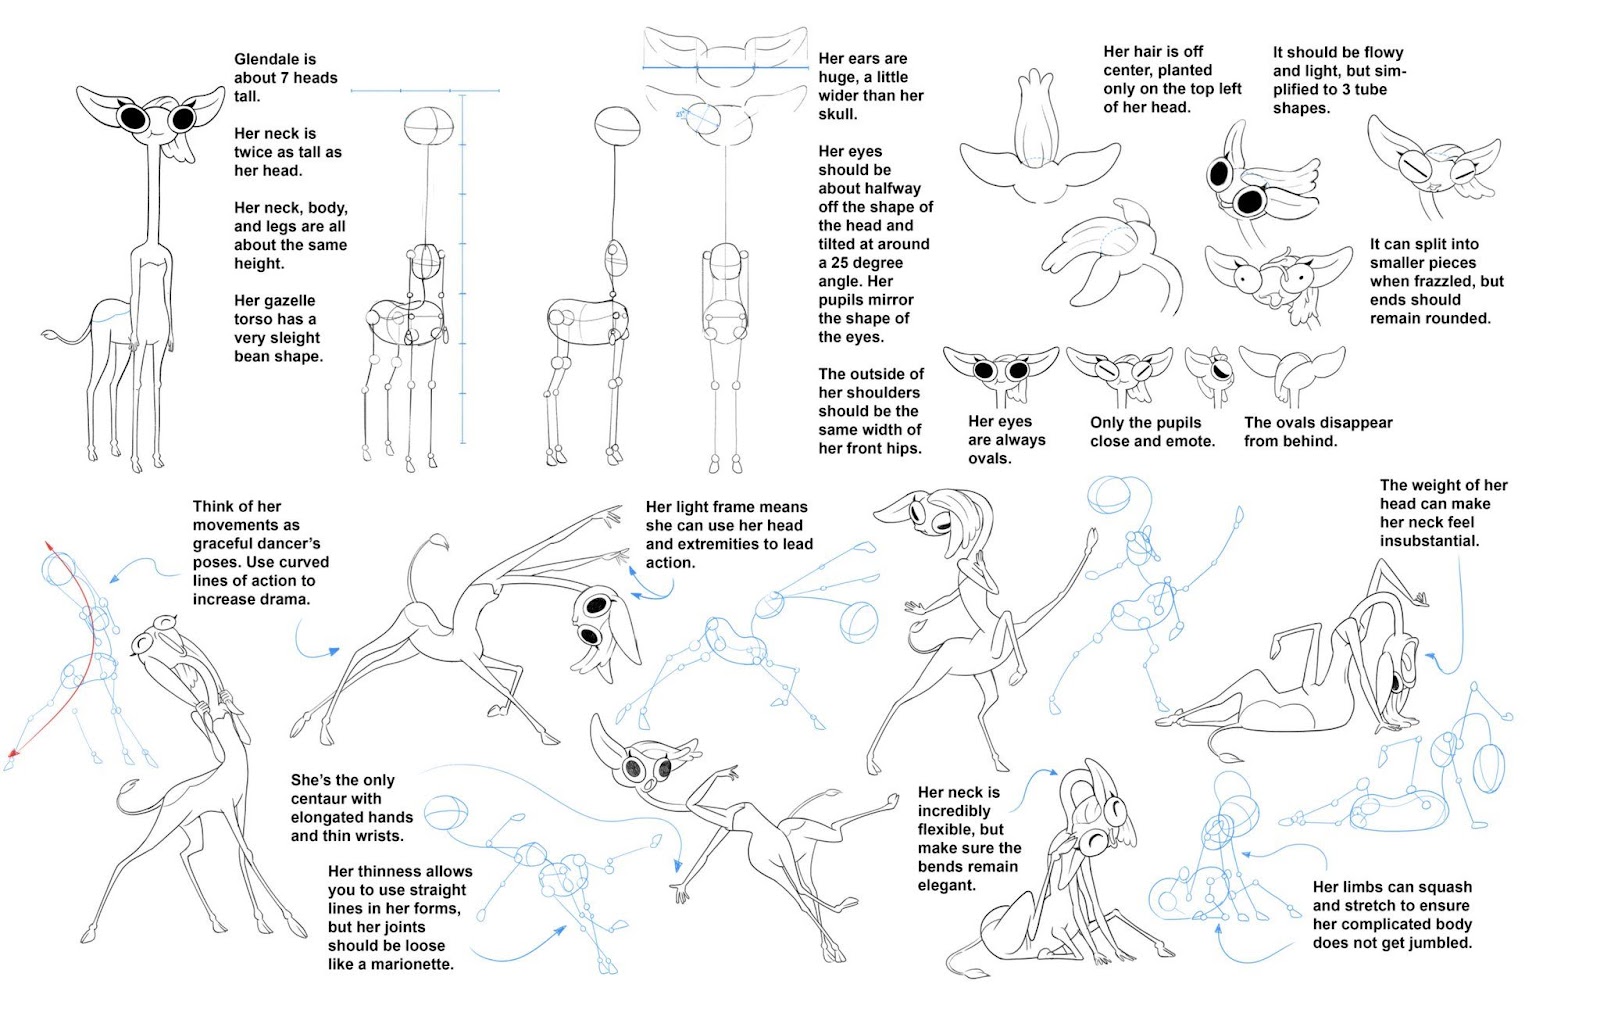 Glendale is
about 7 heads
tall.
Her neck is
twice as tall as
her head.
Her neck, body,
and legs are all
about the same
height.
Her gazelle
torso has a
very sleight
bean shape.
Her ears are
huge, a little
wider than her
skull.
Her eyes
should be
about halfway
off the shape of
the head and
tilted at around
a 25 degree
angle. Her
pupils mirror
the shape of
the eyes.
The outside of
her shoulders
should be the
same width of
her front hips.
25°
Her hair is off
center, planted
only on the top left
of her head.
It should be flowy
and light, but sim-
plified to 3 tube
shapes.
It can split into
smaller pieces
when frazzled, but
ends should
remain rounded.
Her eyes
are always
ovals.
Only the pupils
close and emote.
The ovals disappear
from behind.
Think of her
movements as
graceful dancer's
poses. Use curved
lines of action to
increase drama.
Her light frame means
she can use her head
and extremities to lead
action.
The weight of her
head can make
her neck feel
insubstantial.
She's the only
centaur with
elongated hands
and thin wrists.
Her thinness allows
you to use straight
lines in her forms,
but her joints
should be loose
like a marionette.
Her neck is
incredibly
flexible, but
make sure the
bends remain
elegant.
Her limbs can squash
and stretch to ensure
her complicated body
does not get jumbled.